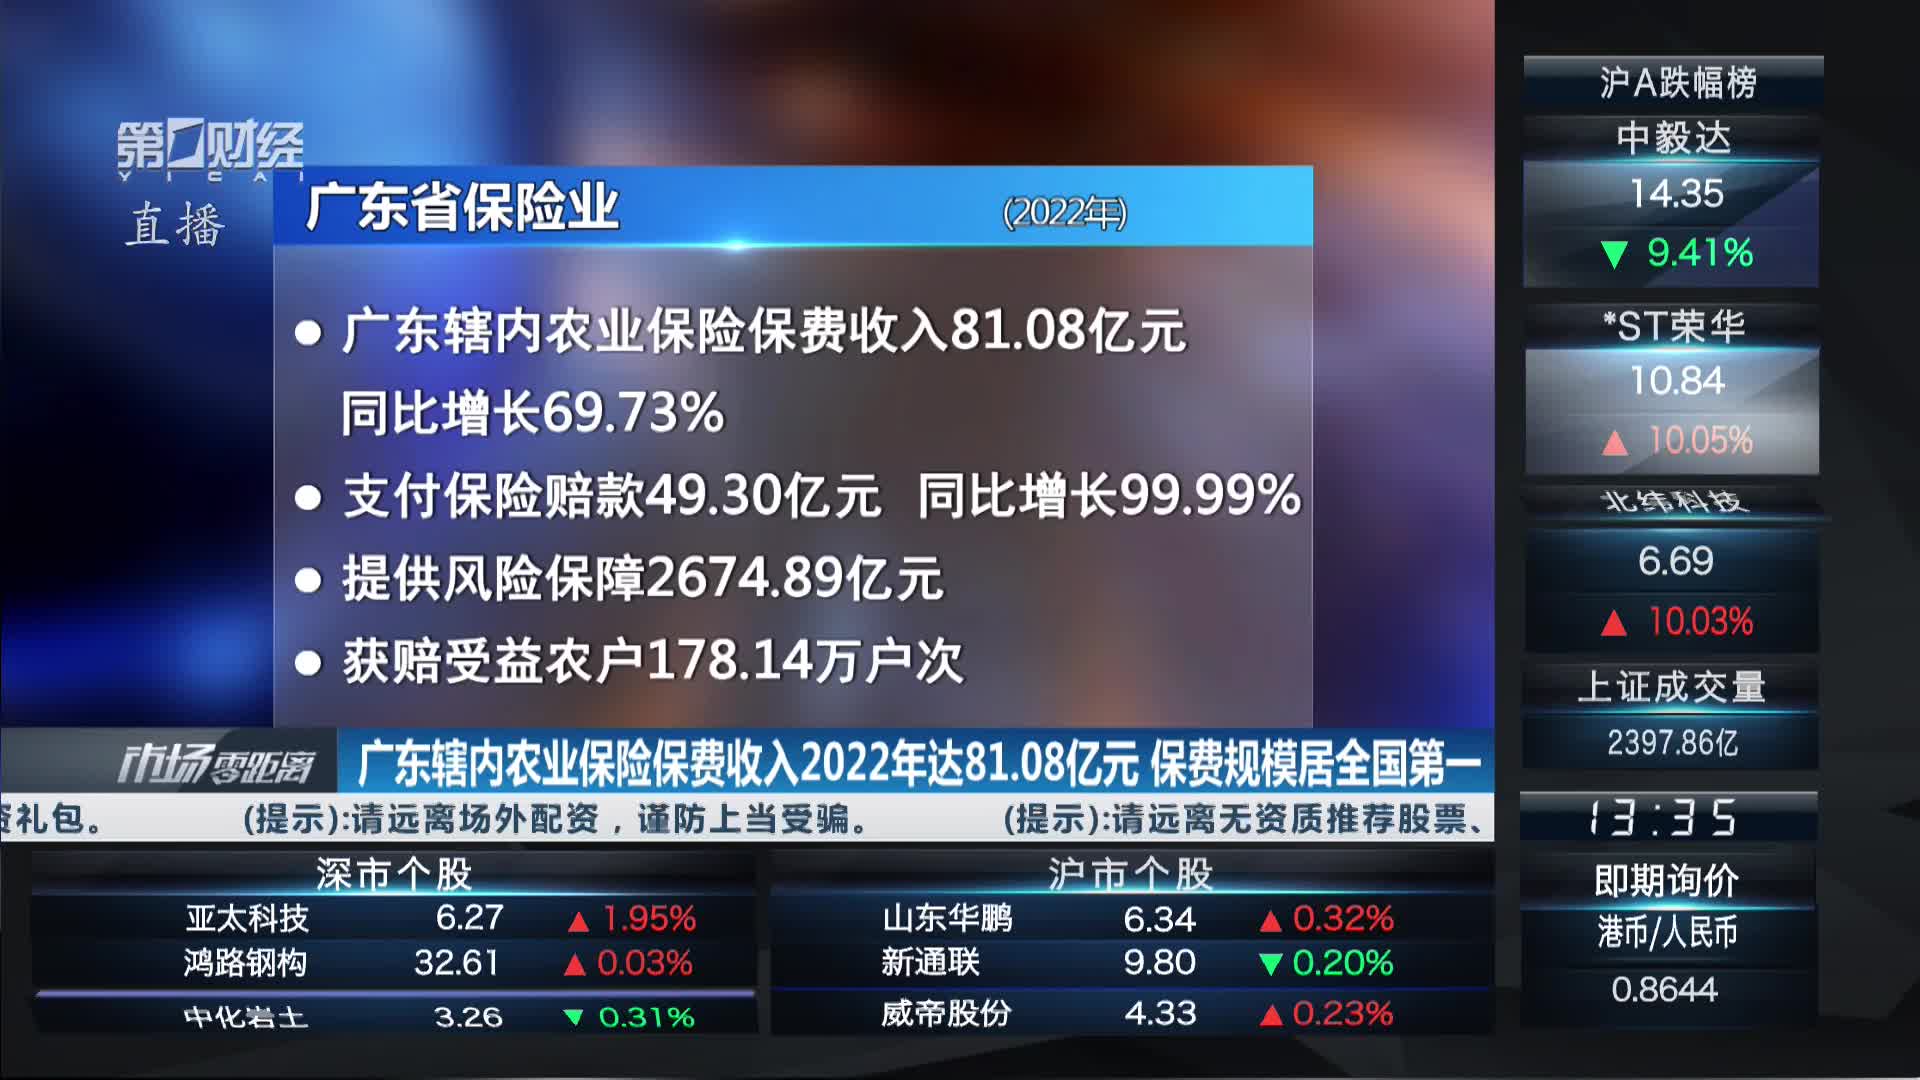 第一财经
YICAI
直播
广东省保险业 (2022年)
广东辖内农业保险保费收入81.08亿元
同比增长69.73%
支付保险赔款49.30亿元 同比增长99.99%
提供风险保障2674.89亿元
获赔受益农户178.14万户次
市场零距离
广东辖内农业保险保费收入2022年达81.08亿元 保费规模居全国第一
礼包。 (提示):请远离场外配资，谨防上当受骗。 (提示):请远离无资质推荐股票、
深市个股
亚太科技 6.27 ▲ 1.95%
鸿路钢构 32.61 ▲ 0.03%
中化岩土 3.26 ▼ 0.31%
沪市个股
山东华鹏 6.34 ▲ 0.32%
新通联 9.80 ▼ 0.20%
威帝股份 4.33 ▲ 0.23%
沪A跌幅榜
中毅达
14.35
▼ 9.41%
*ST荣华
10.84
▲ 10.05%
北纬科技
6.69
▲ 10.03%
上证成交量
2397.86亿
13:35
即期询价
港币/人民币
0.8644